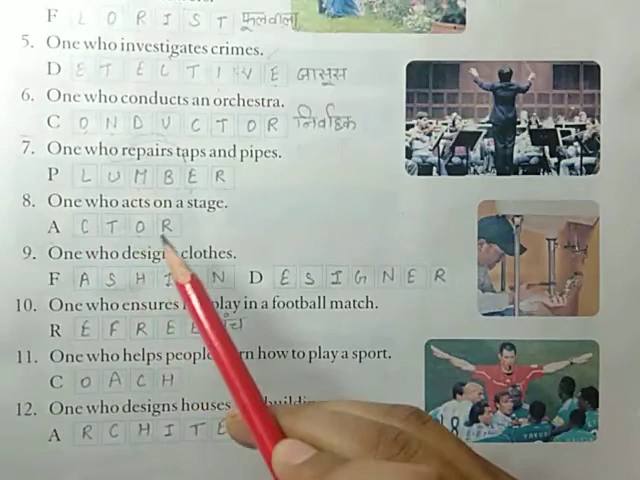 F L O R I S T फूलवाला
5. One who investigates crimes.
D E T E C T I V E जासूस
6. One who conducts an orchestra.
C O N D U C T O R निर्वाहक
7. One who repairs taps and pipes.
P L U M B E R
8. One who acts on a stage.
A C T O R
9. One who designs clothes.
F A S H I N D E S I G N E R
10. One who ensures play in a football match.
R E F R E E
11. One who helps people how to play a sport.
C O A C H
12. One who designs houses
A R C H I T E